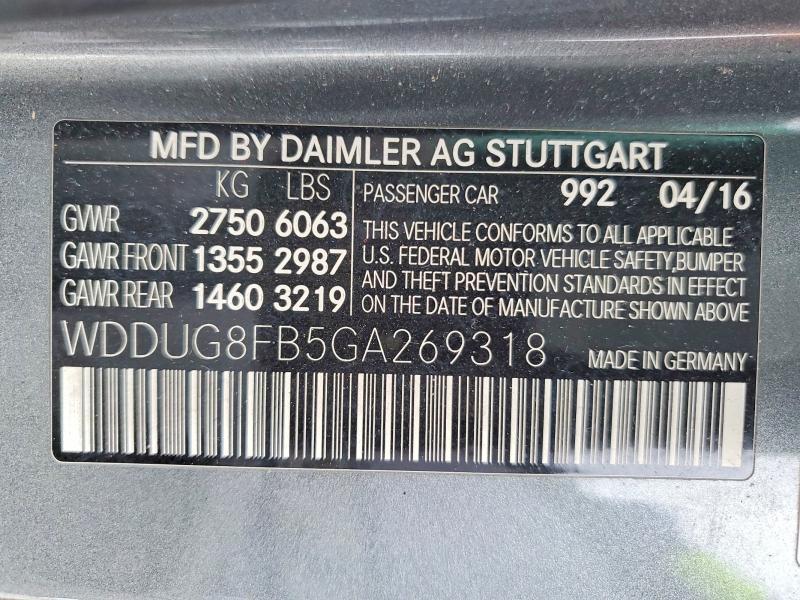 MFD BY DAIMLER AG STUTTGART
KG LBS
PASSENGER CAR 992 04/16
GVWR 2750 6063
GAWR FRONT 1355 2987
GAWR REAR 1460 3219
THIS VEHICLE CONFORMS TO ALL APPLICABLE
U.S. FEDERAL MOTOR VEHICLE SAFETY,BUMPER
AND THEFT PREVENTION STANDARDS IN EFFECT
ON THE DATE OF MANUFACTURE SHOWN ABOVE
WDDUG8FB5GA269318
MADE IN GERMANY